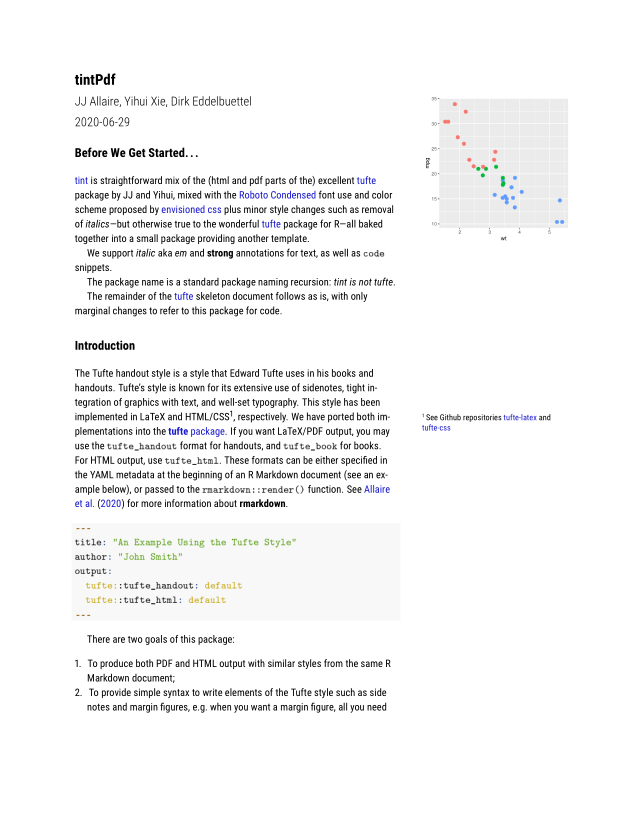 tintPdf
JJ Allaire, Yihui Xie, Dirk Eddelbuettel
2020-06-29
Before We Get Started...
tint is straightforward mix of the (html and pdf parts of the) excellent tufte
package by JJ and Yihui, mixed with the Roboto Condensed font use and color
scheme proposed by envisioned css plus minor style changes such as removal
of italics—but otherwise true to the wonderful tufte package for R—all baked
together into a small package providing another template.
We support italic aka em and strong annotations for text, as well as code
snippets.
The package name is a standard package naming recursion: tint is not tufte.
The remainder of the tufte skeleton document follows as is, with only
marginal changes to refer to this package for code.
35
30
25
20
15
10
mpg
2
3
4
5
wt
Introduction
The Tufte handout style is a style that Edward Tufte uses in his books and
handouts. Tufte's style is known for its extensive use of sidenotes, tight in-
tegration of graphics with text, and well-set typography. This style has been
implemented in LaTeX and HTML/CSS1, respectively. We have ported both im-
plementations into the tufte package. If you want LaTeX/PDF output, you may
use the tufte_handout format for handouts, and tufte_book for books.
For HTML output, use tufte_html. These formats can be either specified in
the YAML metadata at the beginning of an R Markdown document (see an ex-
ample below), or passed to the rmarkdown::render() function. See Allaire
et al. (2020) for more information about rmarkdown.
1 See Github repositories tufte-latex and
tufte-css
---
title: "An Example Using the Tufte Style"
author: "John Smith"
output:
tufte::tufte_handout: default
tufte::tufte_html: default
---
There are two goals of this package:
1. To produce both PDF and HTML output with similar styles from the same R
Markdown document;
2. To provide simple syntax to write elements of the Tufte style such as side
notes and margin figures, e.g. when you want a margin figure, all you need